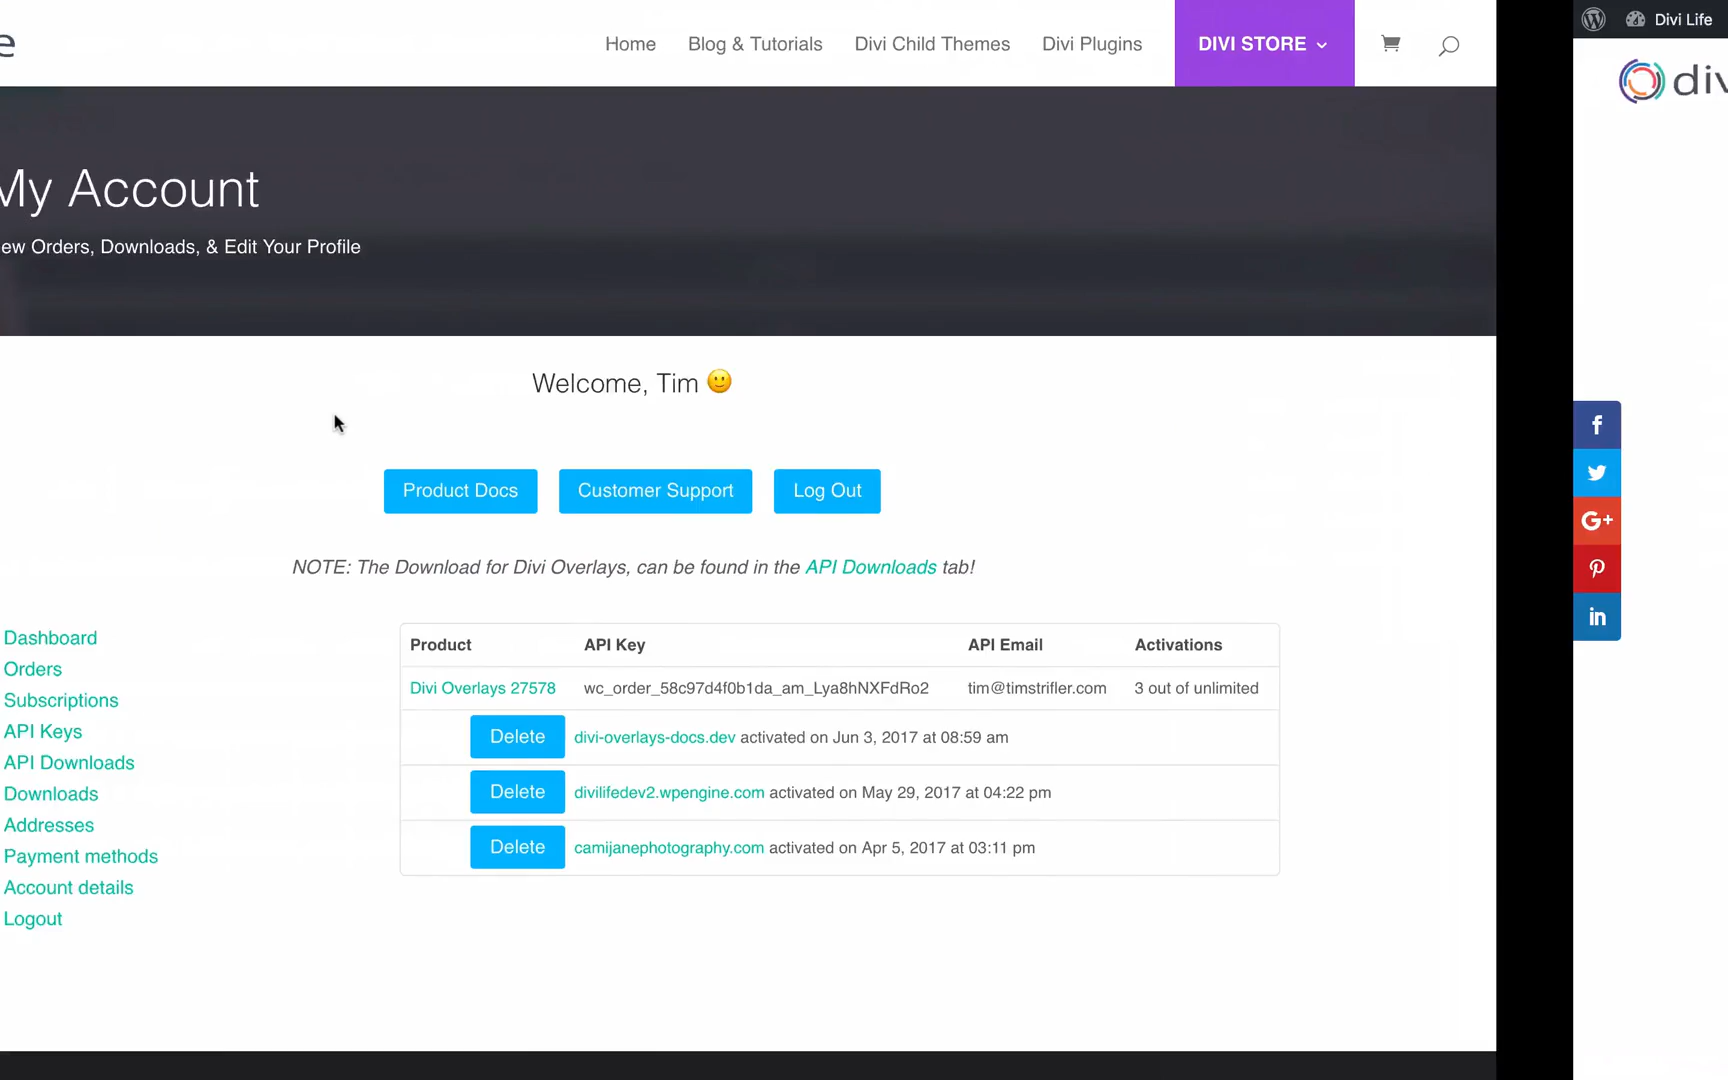 e
Home Blog & Tutorials Divi Child Themes Divi Plugins DIVI STORE
Divi Life
div
My Account
ew Orders, Downloads, & Edit Your Profile
Welcome, Tim
Product Docs Customer Support Log Out
NOTE: The Download for Divi Overlays, can be found in the API Downloads tab!
Dashboard
Orders
Subscriptions
API Keys
API Downloads
Downloads
Addresses
Payment methods
Account details
Logout
Product API Key API Email Activations
Divi Overlays 27578 wc_order_58c97d4f0b1da_am_Lya8hNXFdRo2 tim@timstrifler.com 3 out of unlimited
Delete divi-overlays-docs.dev activated on Jun 3, 2017 at 08:59 am
Delete divilifedev2.wpengine.com activated on May 29, 2017 at 04:22 pm
Delete camijanephotography.com activated on Apr 5, 2017 at 03:11 pm
f
G+
in